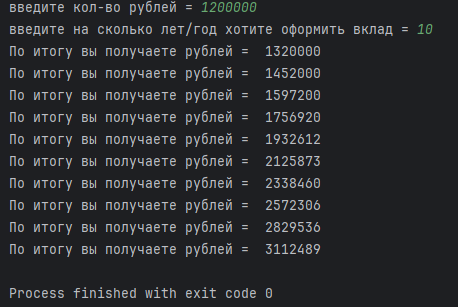 введите кол-во рублей = 1200000
введите на сколько лет/год хотите оформить вклад = 10
По итогу вы получаете рублей =  1320000
По итогу вы получаете рублей =  1452000
По итогу вы получаете рублей =  1597200
По итогу вы получаете рублей =  1756920
По итогу вы получаете рублей =  1932612
По итогу вы получаете рублей =  2125873
По итогу вы получаете рублей =  2338460
По итогу вы получаете рублей =  2572306
По итогу вы получаете рублей =  2829536
По итогу вы получаете рублей =  3112489
Process finished with exit code 0